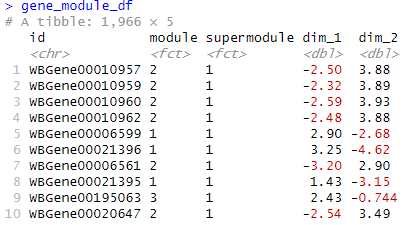 > gene_module_df
# A tibble: 1,966 × 5
id module supermodule dim_1 dim_2
<chr> <fct> <fct> <dbl> <dbl>
1 WBGene00010957 2 1 -2.50 3.88
2 WBGene00010959 2 1 -2.32 3.89
3 WBGene00010960 2 1 -2.59 3.93
4 WBGene00010962 2 1 -2.48 3.88
5 WBGene00006599 1 1 2.90 -2.68
6 WBGene00021396 1 1 3.25 -4.62
7 WBGene00006561 2 1 -3.20 2.90
8 WBGene00021395 1 1 1.43 -3.15
9 WBGene00195063 3 1 2.43 -0.744
10 WBGene00020647 2 1 -2.54 3.49